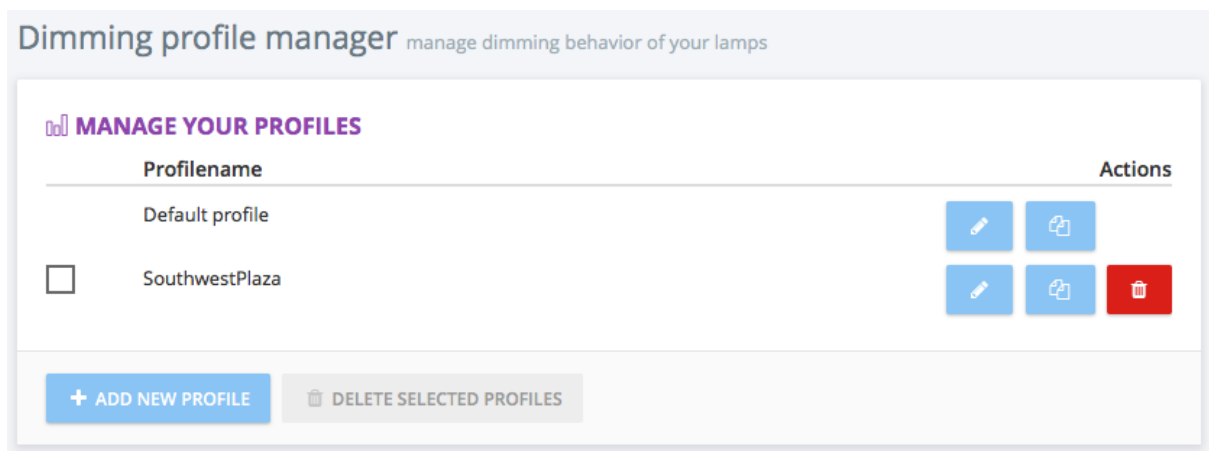 Dimming profile manager manage dimming behavior of your lamps
MANAGE YOUR PROFILES
Profilename Actions
Default profile
SouthwestPlaza
ADD NEW PROFILE DELETE SELECTED PROFILES